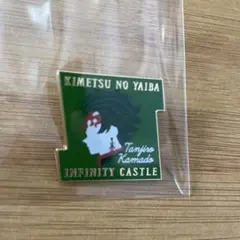 KIMETSU NO YAIBA
Tanjiro
Kamado
INFINITY CASTLE